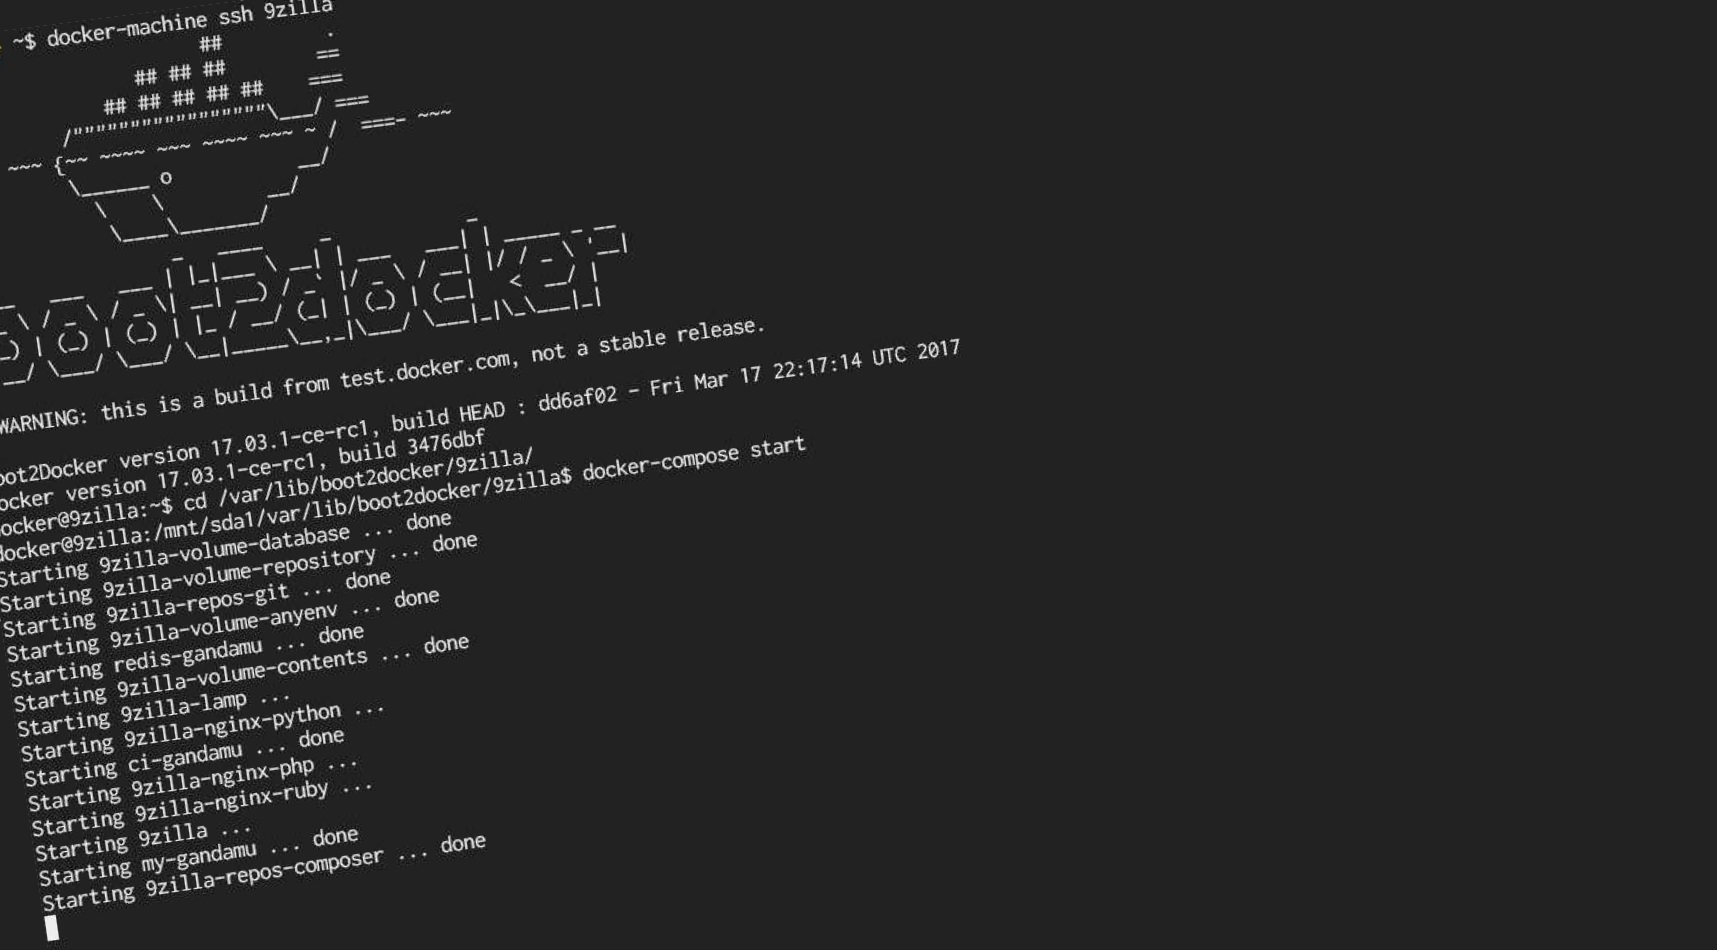 ~$ docker-machine ssh 9zilla
boot2docker
WARNING: this is a build from test.docker.com, not a stable release.
oot2Docker version 17.03.1-ce-rc1, build HEAD : dd6af02 - Fri Mar 17 22:17:14 UTC 2017
ocker version 17.03.1-ce-rc1, build 3476dbf
ocker@9zilla:~$ cd /var/lib/boot2docker/9zilla/
docker@9zilla:/mnt/sda1/var/lib/boot2docker/9zilla$ docker-compose start
Starting 9zilla-volume-database ... done
Starting 9zilla-volume-repository ... done
Starting 9zilla-repos-git ... done
Starting 9zilla-volume-anyenv ... done
Starting redis-gandamu ... done
Starting 9zilla-volume-contents ... done
Starting 9zilla-lamp ...
Starting 9zilla-nginx-python ...
Starting ci-gandamu ... done
Starting 9zilla-nginx-php ...
Starting 9zilla-nginx-ruby ...
Starting 9zilla ...
Starting my-gandamu ... done
Starting 9zilla-repos-composer ... done